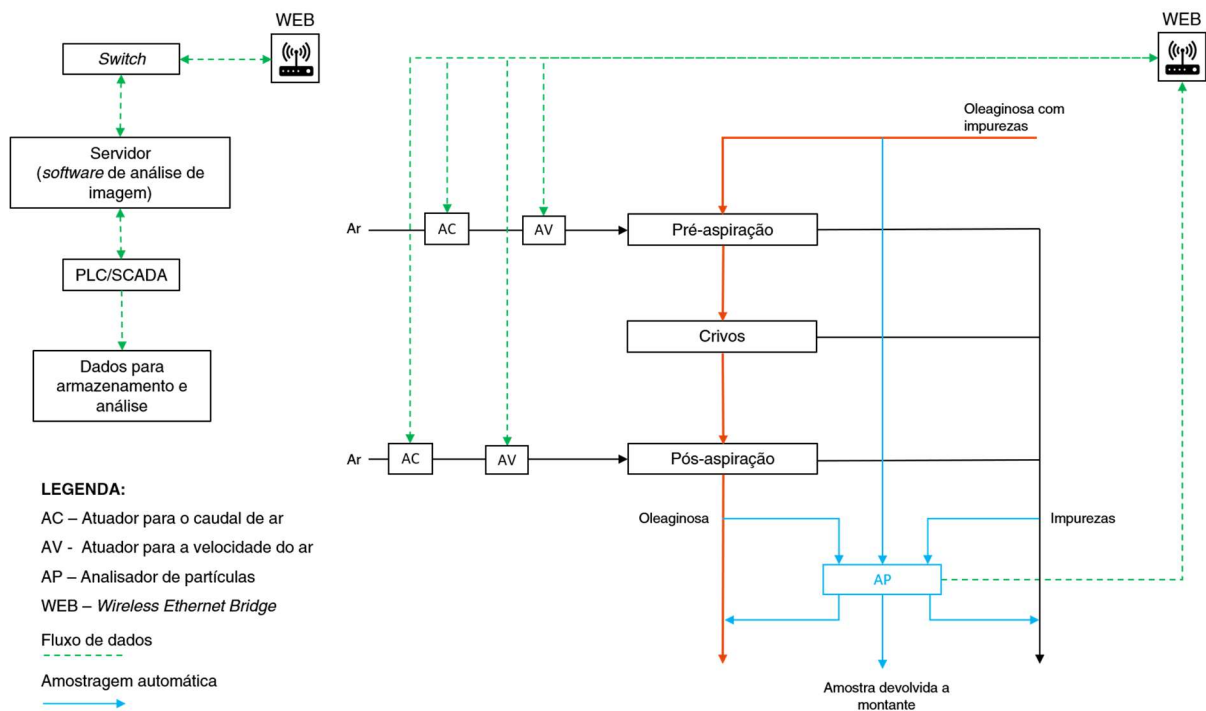 WEB
Switch
Servidor
(software de análise de
imagem)
PLC/SCADA
Dados para
armazenamento e
análise
WEB
Oleaginosa com
impurezas
Ar
AC
AV
Pré-aspiração
Crivos
Ar
AC
AV
Pós-aspiração
Oleaginosa
Impurezas
AP
Amostra devolvida a
montante
LEGENDA:
AC – Atuador para o caudal de ar
AV - Atuador para a velocidade do ar
AP – Analisador de partículas
WEB – Wireless Ethernet Bridge
Fluxo de dados
Amostragem automática